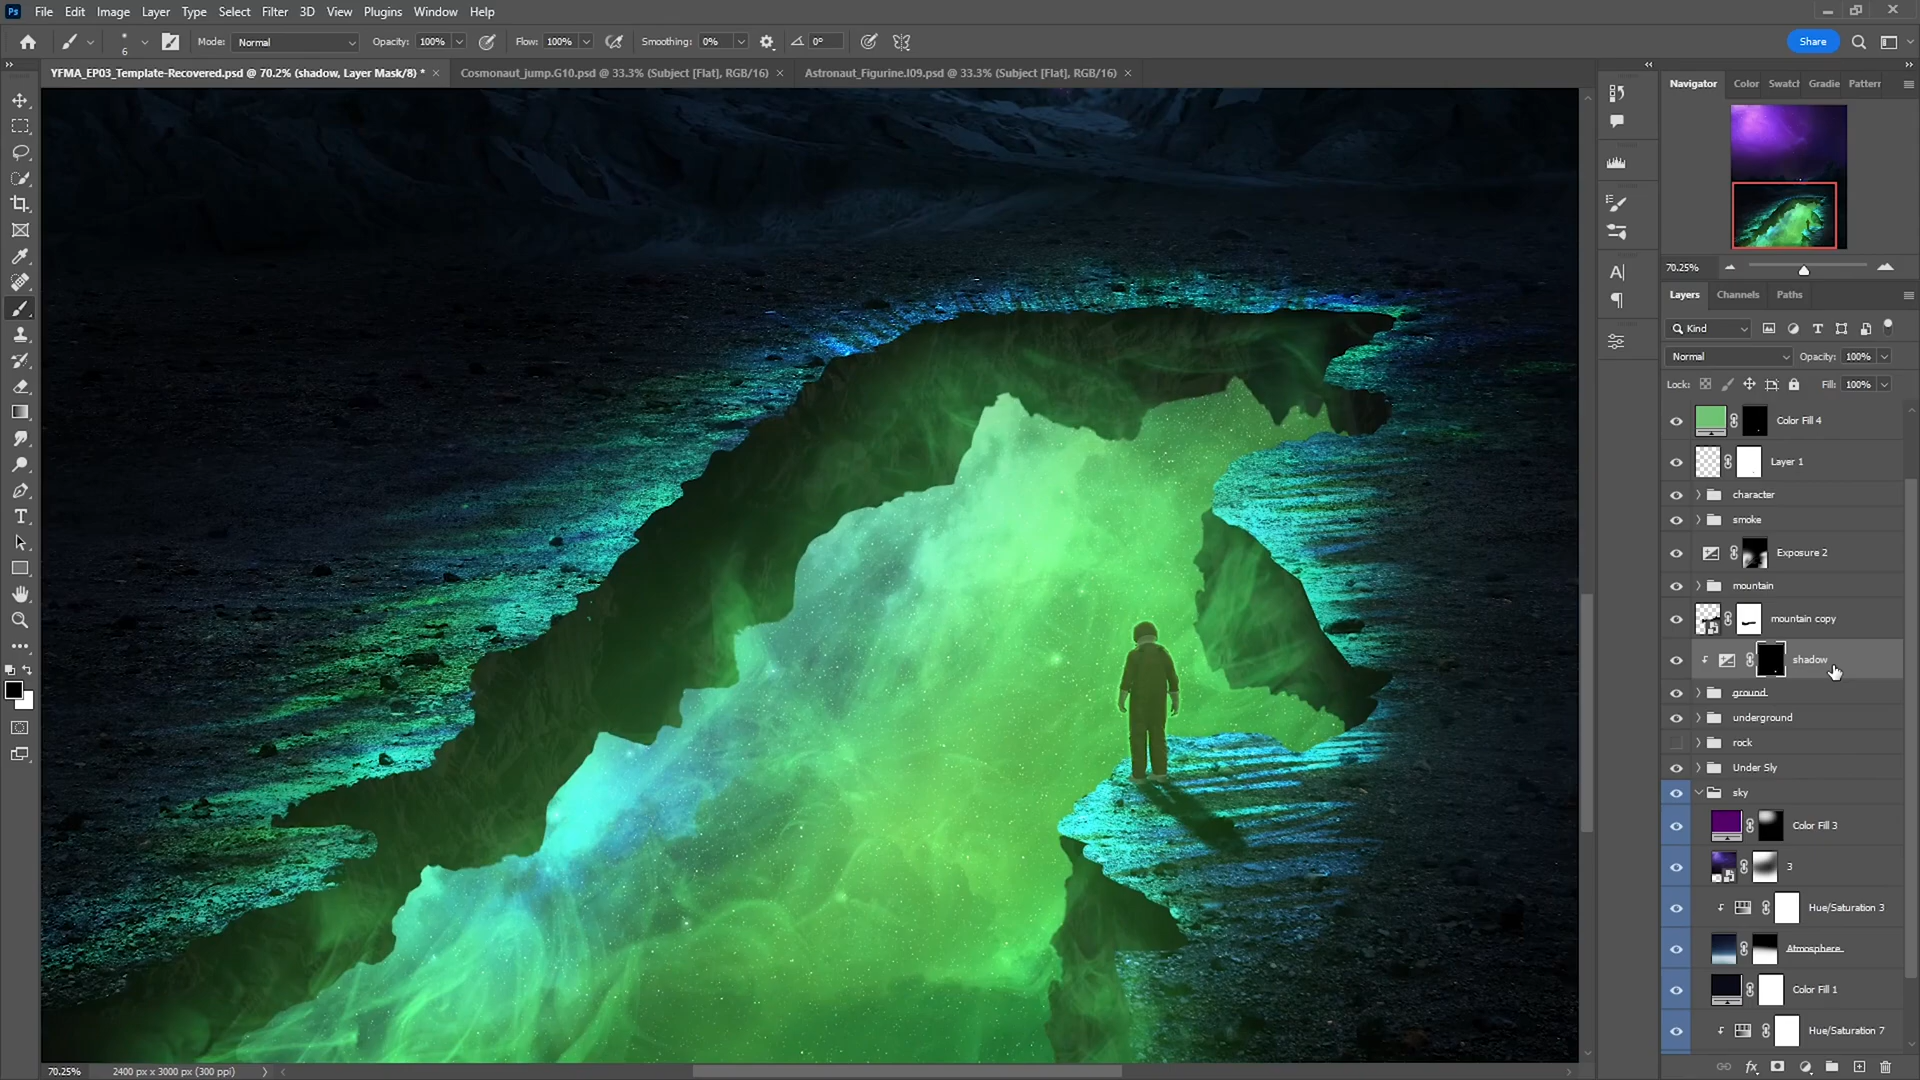 Ps File Edit Image Layer Type Select Filter 3D View Plugins Window Help
6 Mode: Normal Opacity: 100% Flow: 100% Smoothing: 0% 0° Share
YFMA_EP03_Template-Recovered.psd @ 70.2% (shadow, Layer Mask/8) * Cosmonaut_jump.G10.psd @ 33.3% (Subject [Flat], RGB/16) Astronaut_Figurine.I09.psd @ 33.3% (Subject [Flat], RGB/16)
Navigator Color Swatch Gradie Pattern
70.25%
Layers Channels Paths
Kind
Normal Opacity: 100%
Lock: Fill: 100%
Color Fill 4
Layer 1
character
smoke
Exposure 2
mountain
mountain copy
shadow
ground
underground
rock
Under Sly
sky
Color Fill 3
3
Hue/Saturation 3
Atmosphere
Color Fill 1
Hue/Saturation 7
70.25% 2400 px x 3000 px (300 ppi)